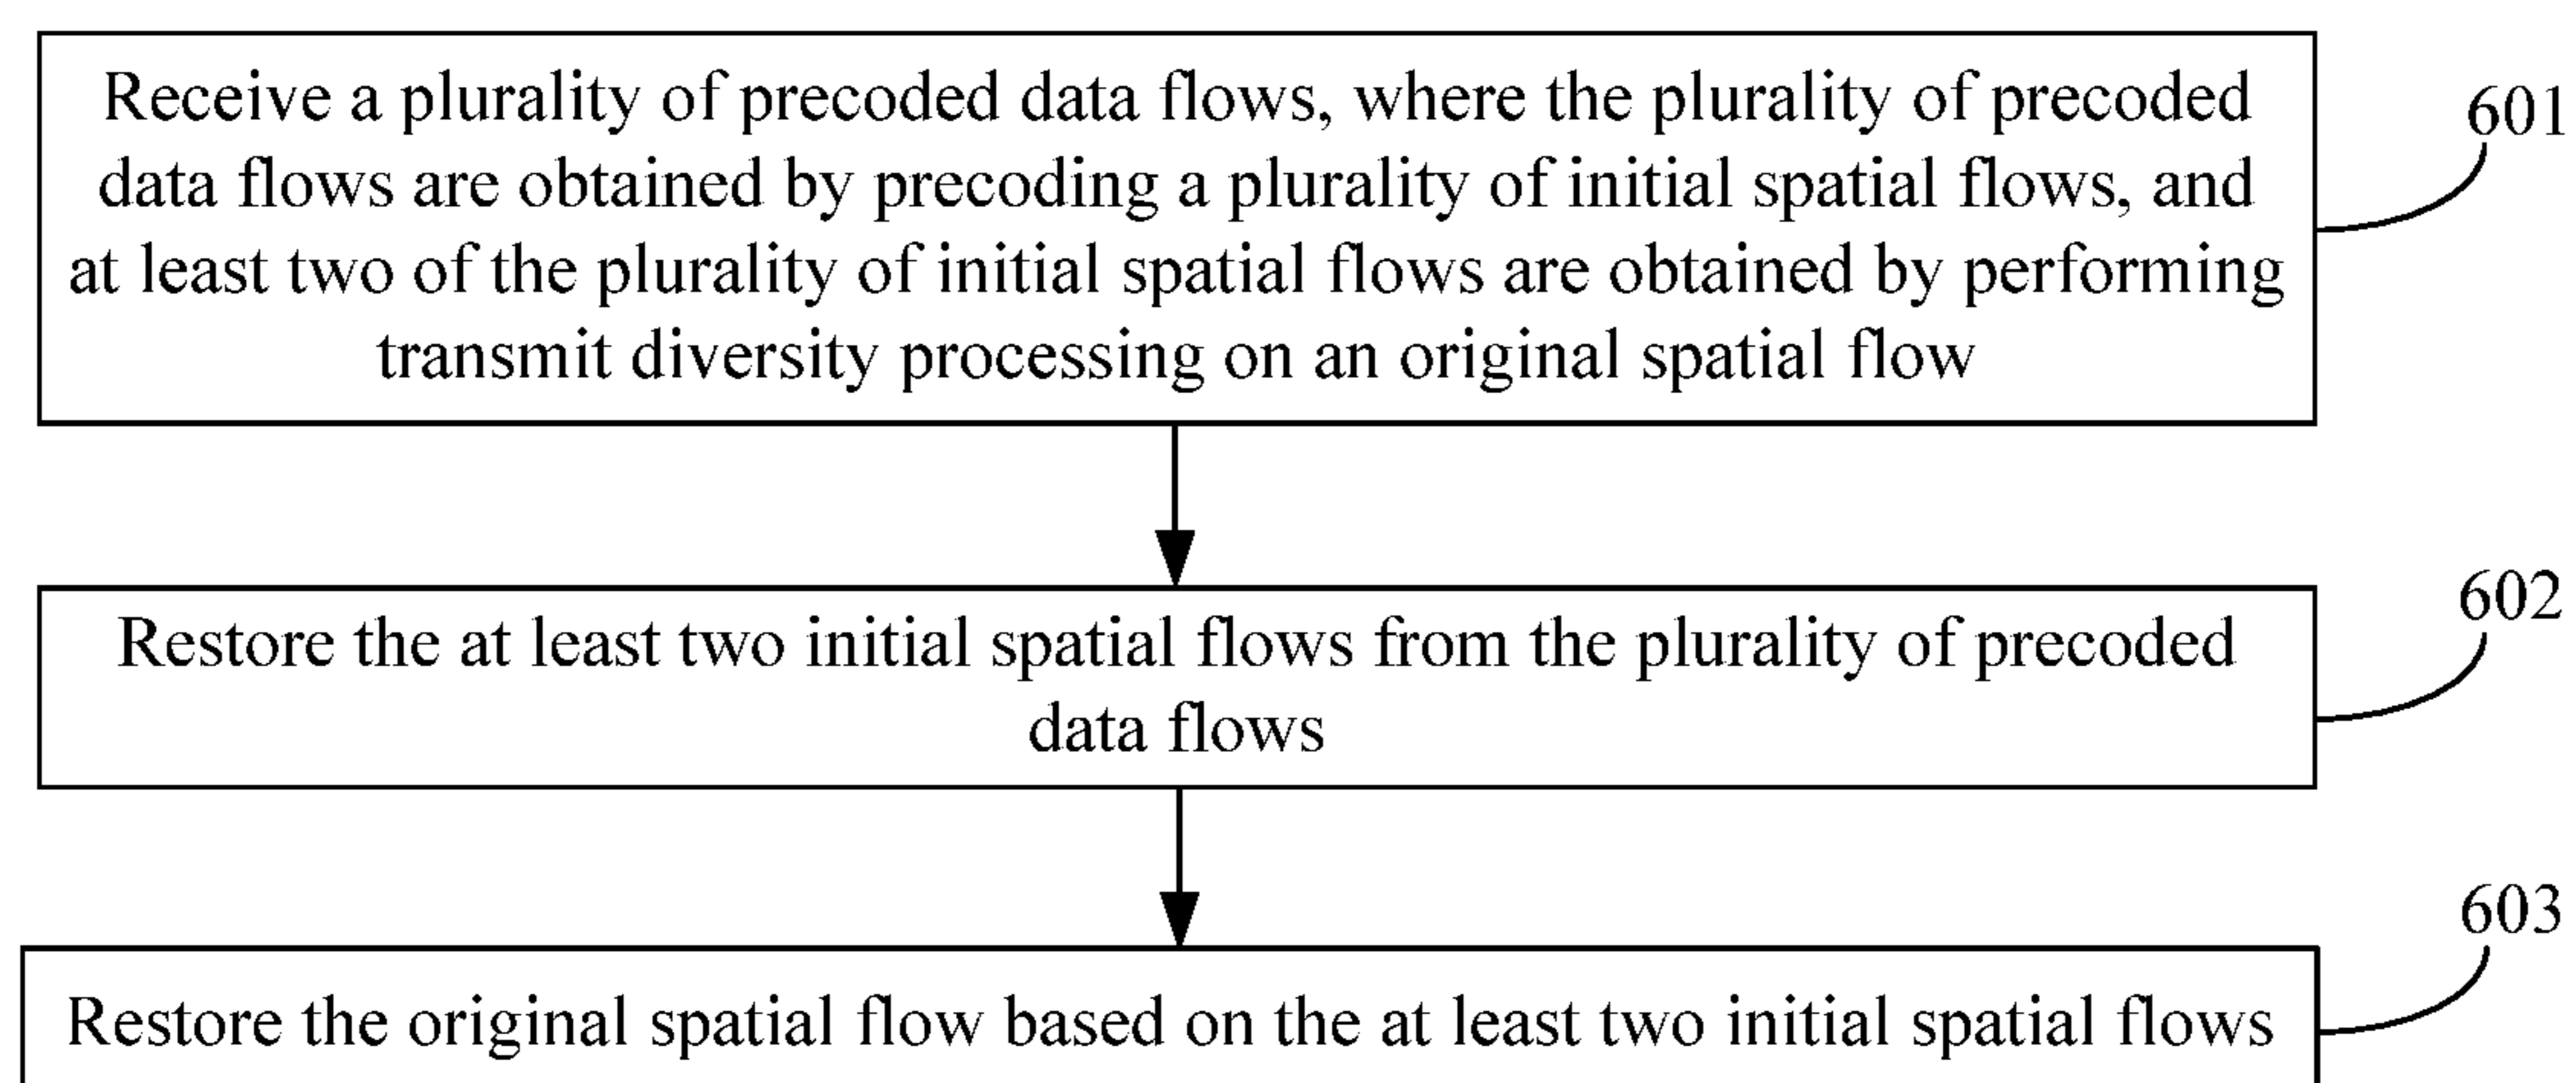 Receive a plurality of precoded data flows, where the plurality of precoded
data flows are obtained by precoding a plurality of initial spatial flows, and
at least two of the plurality of initial spatial flows are obtained by performing
transmit diversity processing on an original spatial flow
601
Restore the at least two initial spatial flows from the plurality of precoded
data flows
602
Restore the original spatial flow based on the at least two initial spatial flows
603